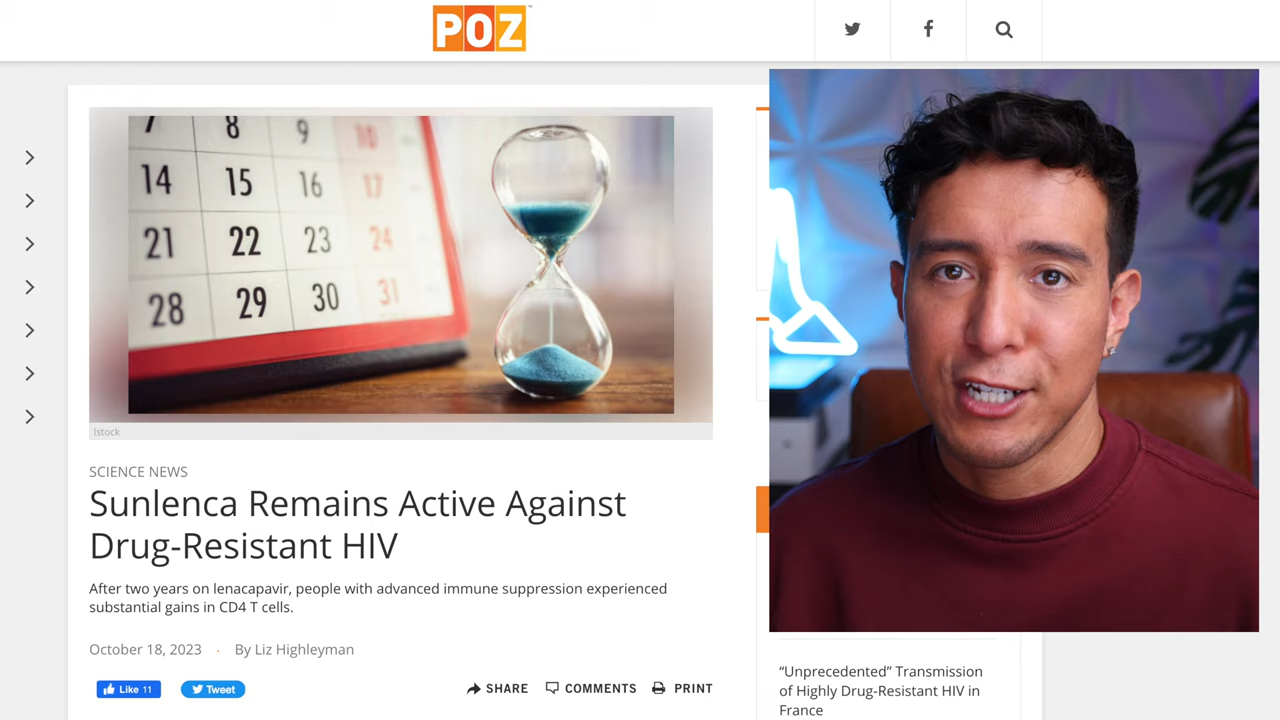 POZ
7 8 9 10
14 15 16 17
21 22 23 24
28 29 30 31
Istock
SCIENCE NEWS
Sunlenca Remains Active Against
Drug-Resistant HIV
After two years on lenacapavir, people with advanced immune suppression experienced
substantial gains in CD4 T cells.
October 18, 2023 · By Liz Highleyman
Like 11 Tweet SHARE COMMENTS PRINT
“Unprecedented” Transmission
of Highly Drug-Resistant HIV in
France